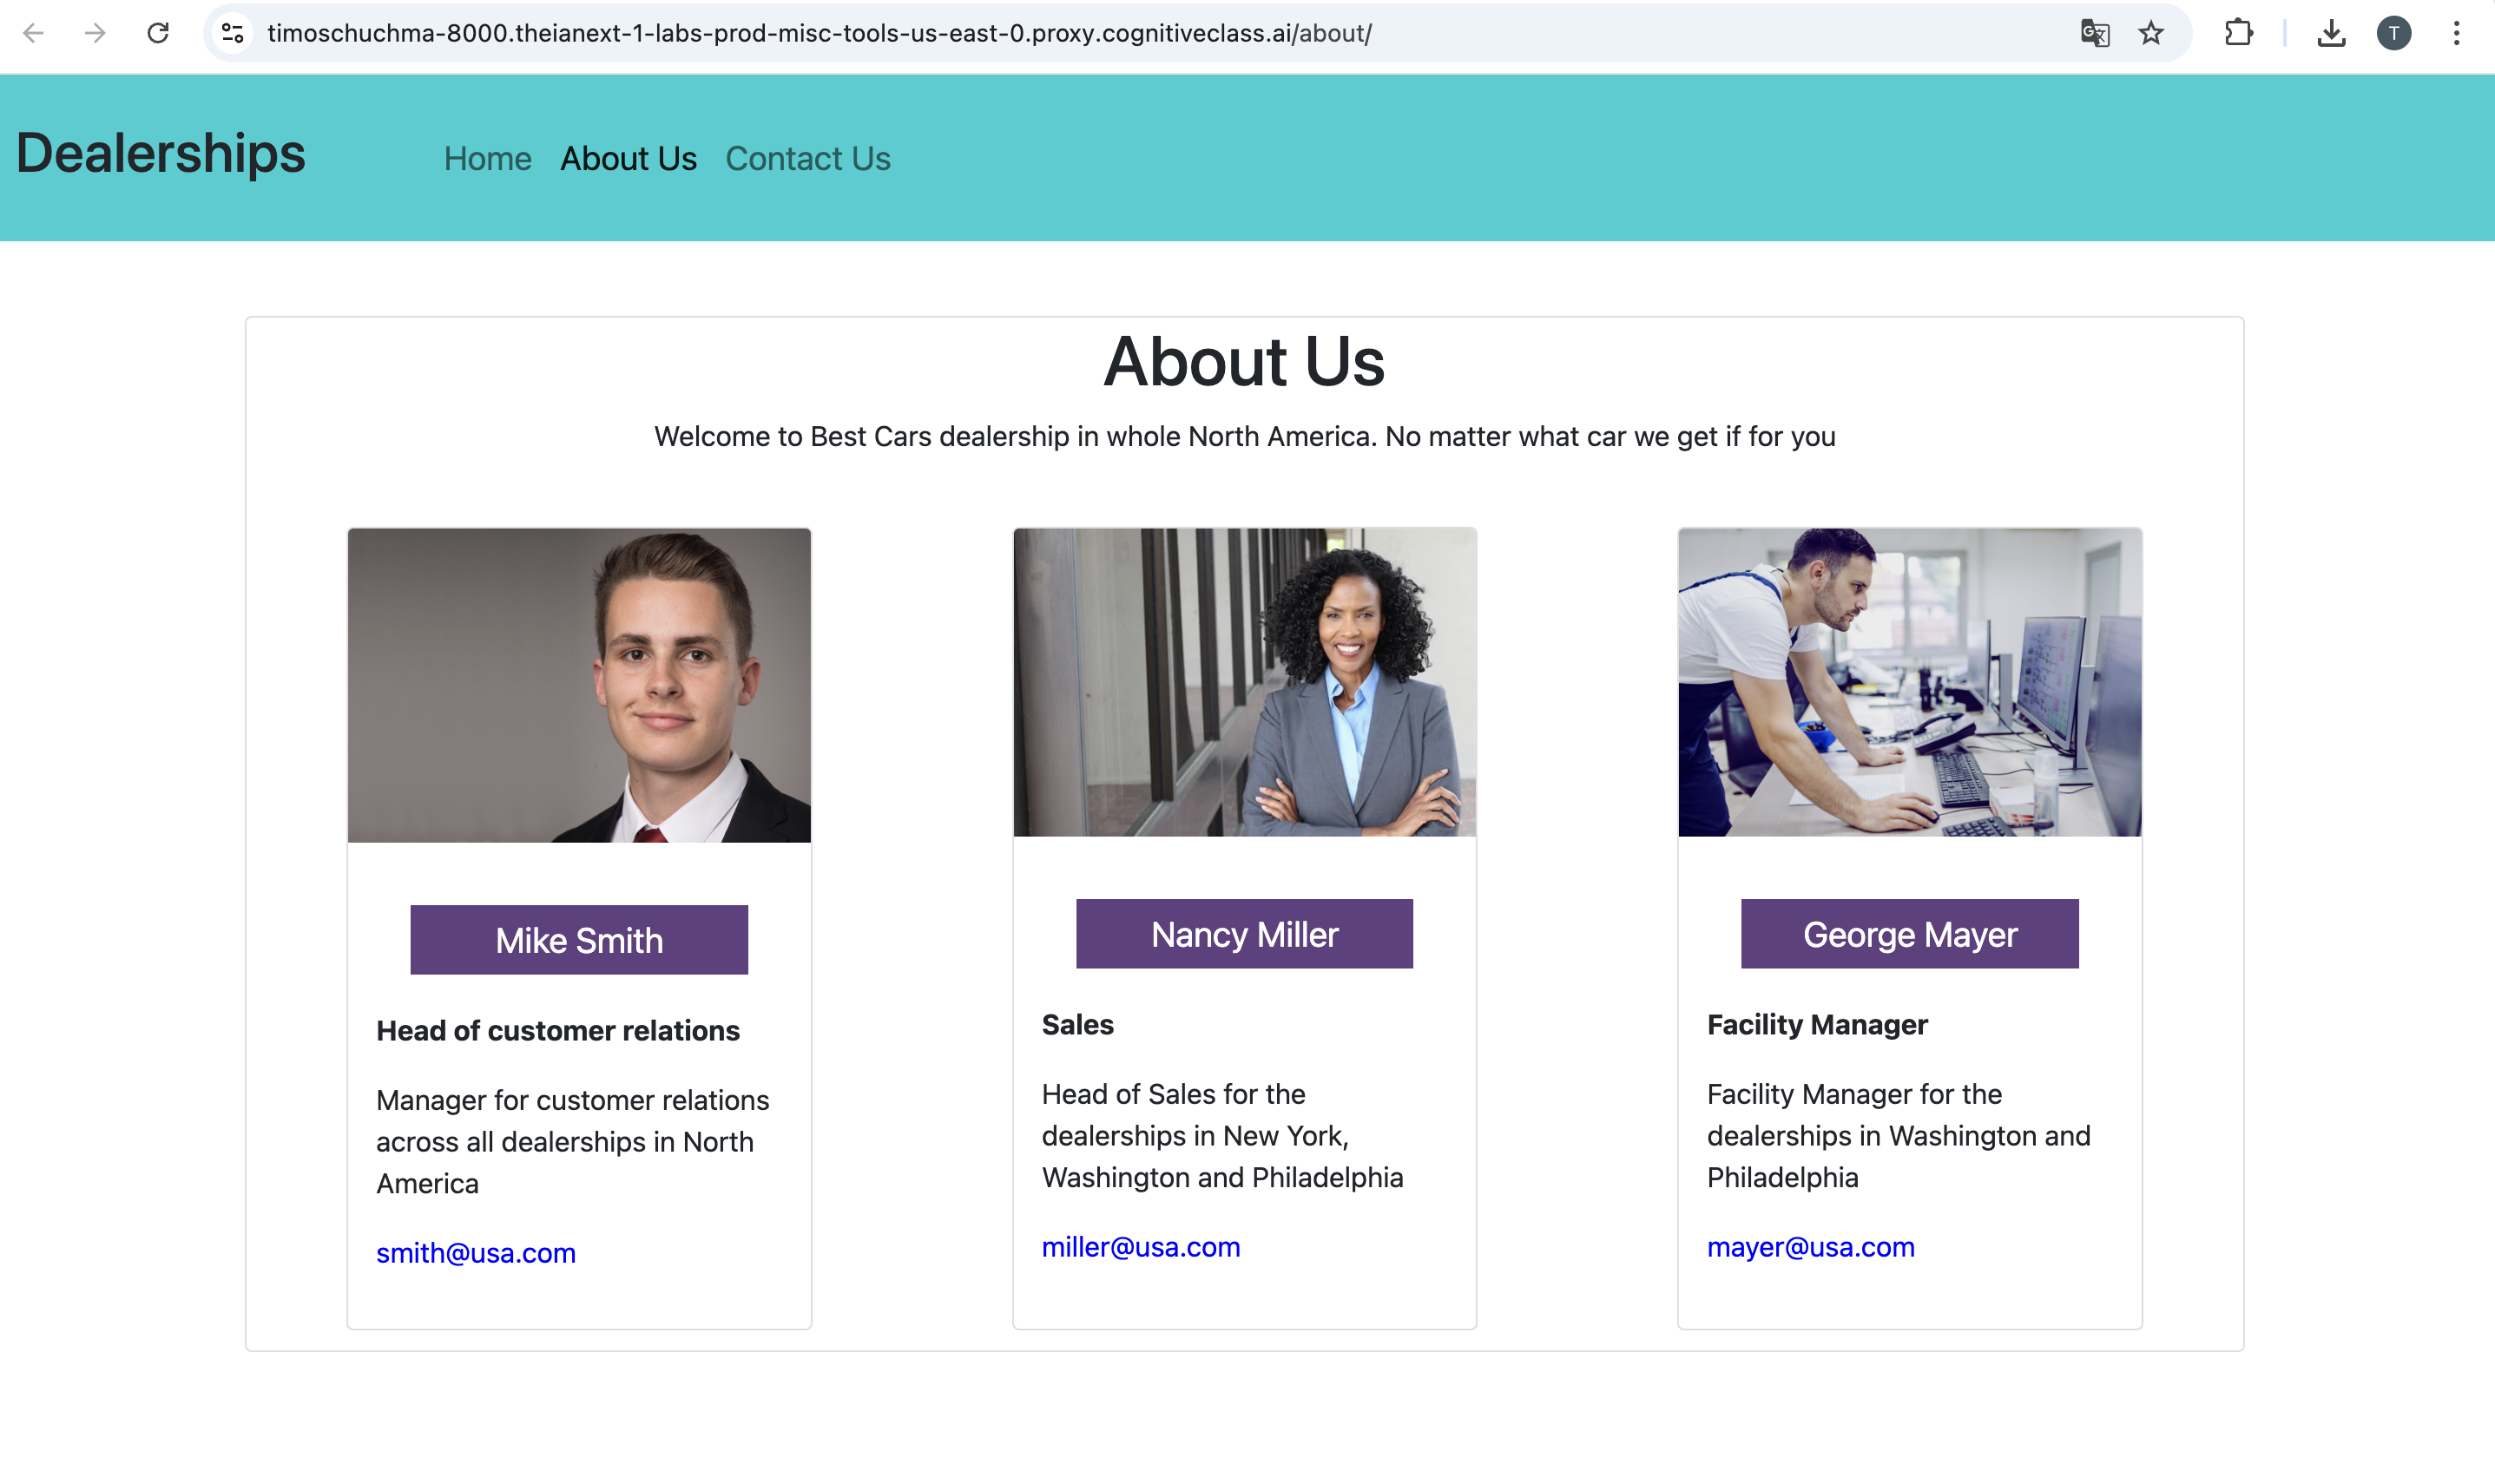 timoschuchma-8000.theianext-1-labs-prod-misc-tools-us-east-0.proxy.cognitiveclass.ai/about/
T
Dealerships
Home About Us Contact Us
About Us
Welcome to Best Cars dealership in whole North America. No matter what car we get if for you
Mike Smith
Head of customer relations
Manager for customer relations
across all dealerships in North
America
smith@usa.com
Nancy Miller
Sales
Head of Sales for the
dealerships in New York,
Washington and Philadelphia
miller@usa.com
George Mayer
Facility Manager
Facility Manager for the
dealerships in Washington and
Philadelphia
mayer@usa.com